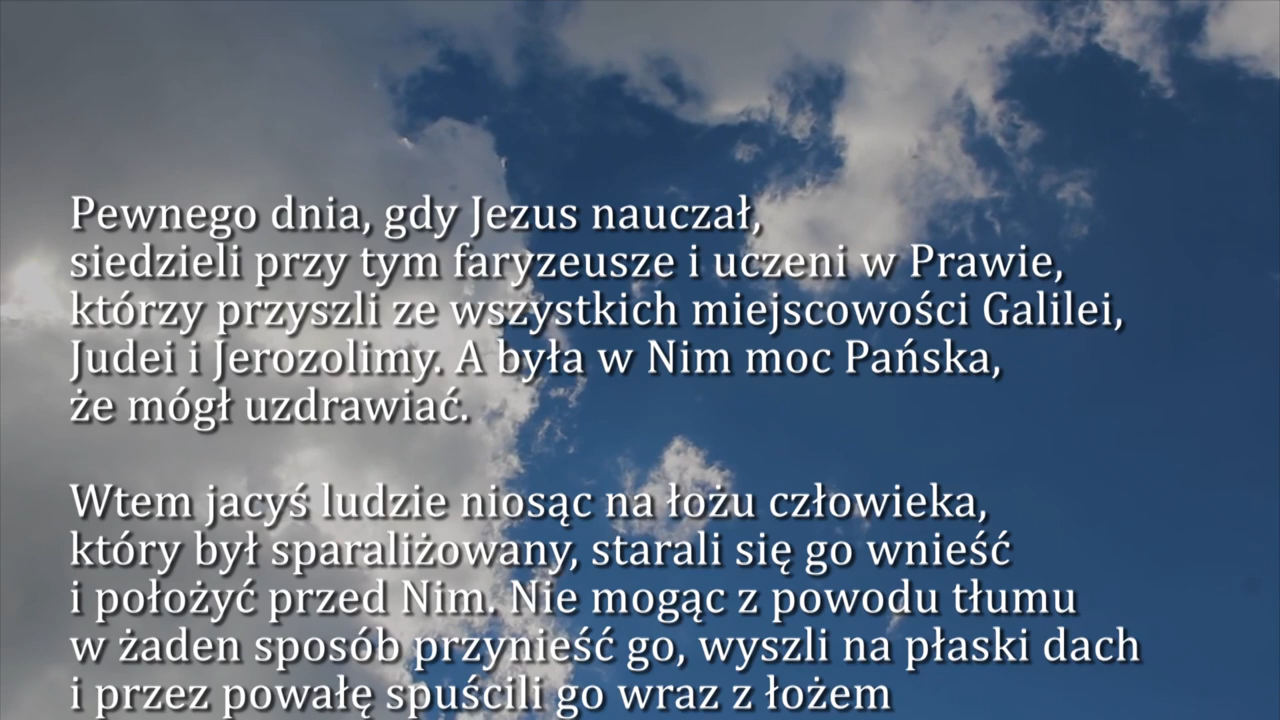 Pewnego dnia, gdy Jezus nauczał,
siedzieli przy tym faryzeusze i uczeni w Prawie,
którzy przyszli ze wszystkich miejscowości Galilei,
Judei i Jerozolimy. A była w Nim moc Pańska,
że mógł uzdrawiać.
Wtem jacyś ludzie niosąc na łożu człowieka,
który był sparaliżowany, starali się go wnieść
i położyć przed Nim. Nie mogąc z powodu tłumu
w żaden sposób przynieść go, wyszli na płaski dach
i przez powałę spuścili go wraz z łożem